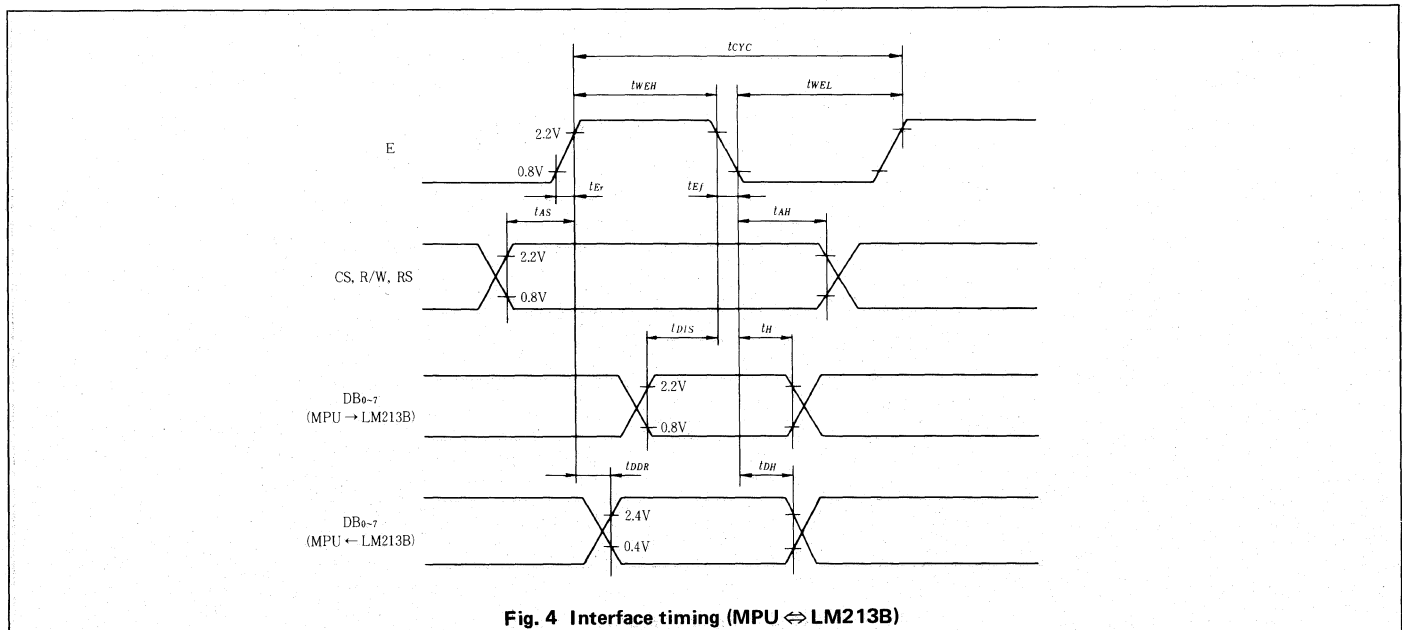 tCYC
tWEH
tWEL
E
2.2V
0.8V
tEr
tEf
tAS
tAH
CS, R/W, RS
2.2V
0.8V
tDIS
tH
DB0~7
(MPU → LM213B)
2.2V
0.8V
tDDR
tDH
DB0~7
(MPU ← LM213B)
2.4V
0.4V
Fig. 4 Interface timing (MPU ⇔ LM213B)